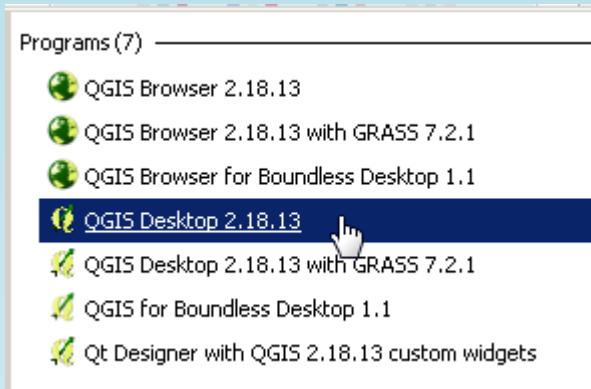 Programs (7)
QGIS Browser 2.18.13
QGIS Browser 2.18.13 with GRASS 7.2.1
QGIS Browser for Boundless Desktop 1.1
QGIS Desktop 2.18.13
QGIS Desktop 2.18.13 with GRASS 7.2.1
QGIS for Boundless Desktop 1.1
Qt Designer with QGIS 2.18.13 custom widgets